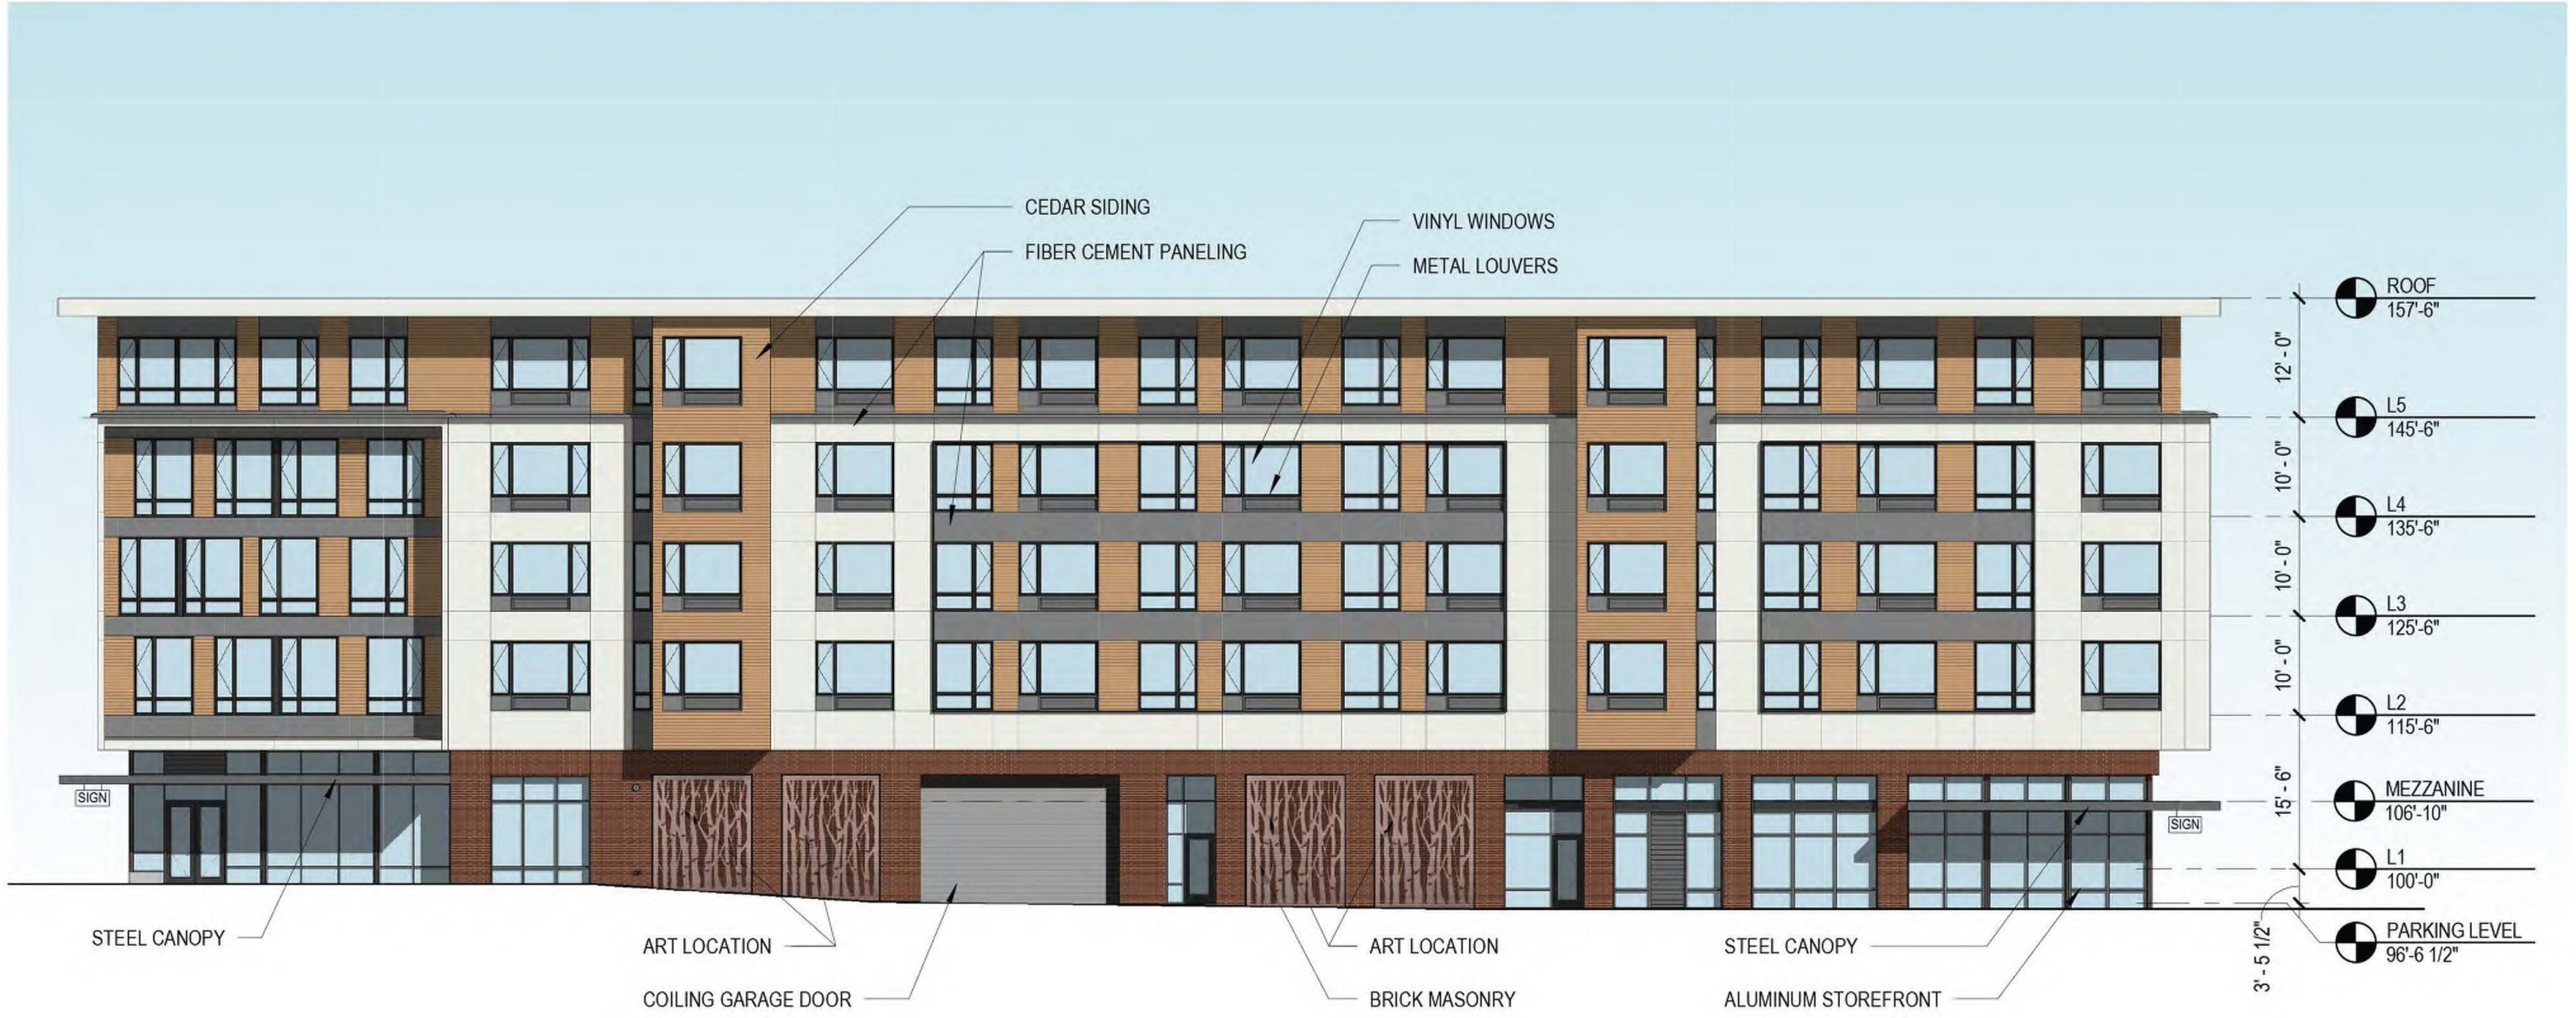 CEDAR SIDING
FIBER CEMENT PANELING
VINYL WINDOWS
METAL LOUVERS
ROOF
157'-6"
12' - 0"
L5
145'-6"
10' - 0"
L4
135'-6"
10' - 0"
L3
125'-6"
10' - 0"
L2
115'-6"
15' - 6"
MEZZANINE
106'-10"
L1
100'-0"
3' - 5 1/2"
PARKING LEVEL
96'-6 1/2"
SIGN
SIGN
STEEL CANOPY
ART LOCATION
COILING GARAGE DOOR
ART LOCATION
BRICK MASONRY
STEEL CANOPY
ALUMINUM STOREFRONT